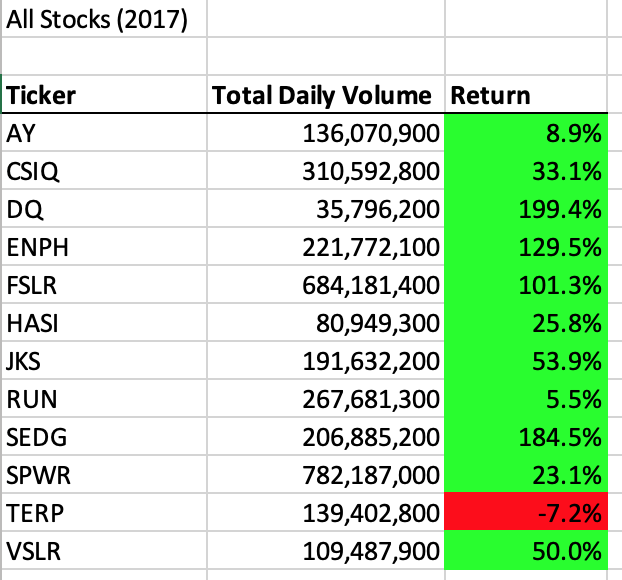 All Stocks (2017)
Ticker Total Daily Volume Return
AY 136,070,900 8.9%
CSIQ 310,592,800 33.1%
DQ 35,796,200 199.4%
ENPH 221,772,100 129.5%
FSLR 684,181,400 101.3%
HASI 80,949,300 25.8%
JKS 191,632,200 53.9%
RUN 267,681,300 5.5%
SEDG 206,885,200 184.5%
SPWR 782,187,000 23.1%
TERP 139,402,800 -7.2%
VSLR 109,487,900 50.0%